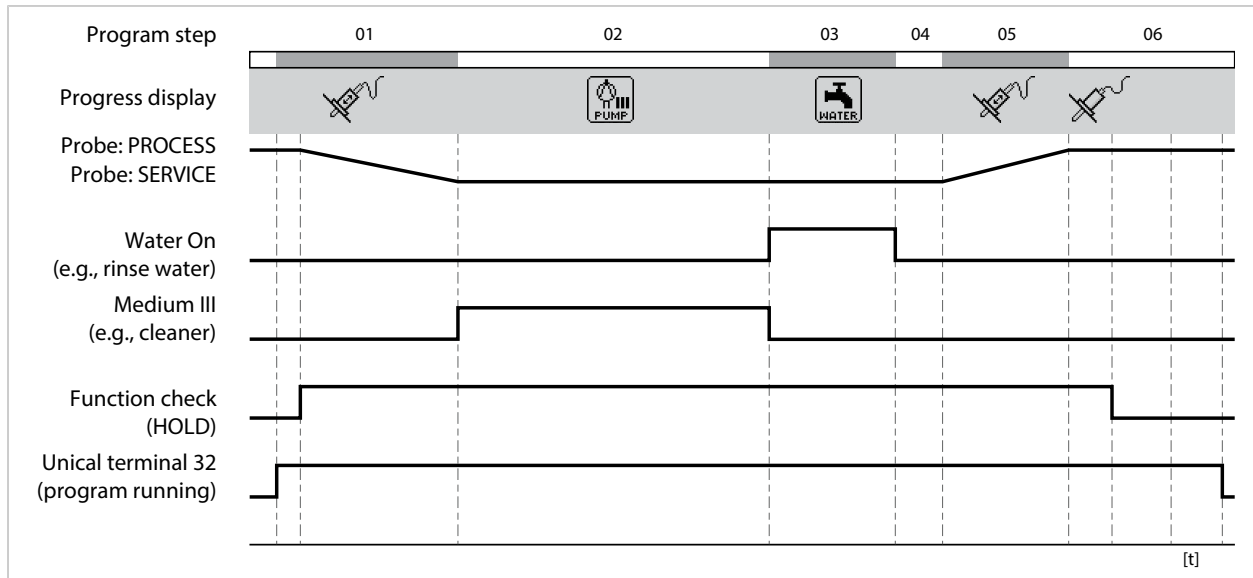 Program step 01 02 03 04 05 06
Progress display
PUMP
WATER
Probe: PROCESS
Probe: SERVICE
Water On
(e.g., rinse water)
Medium III
(e.g., cleaner)
Function check
(HOLD)
Unical terminal 32
(program running)
[t]